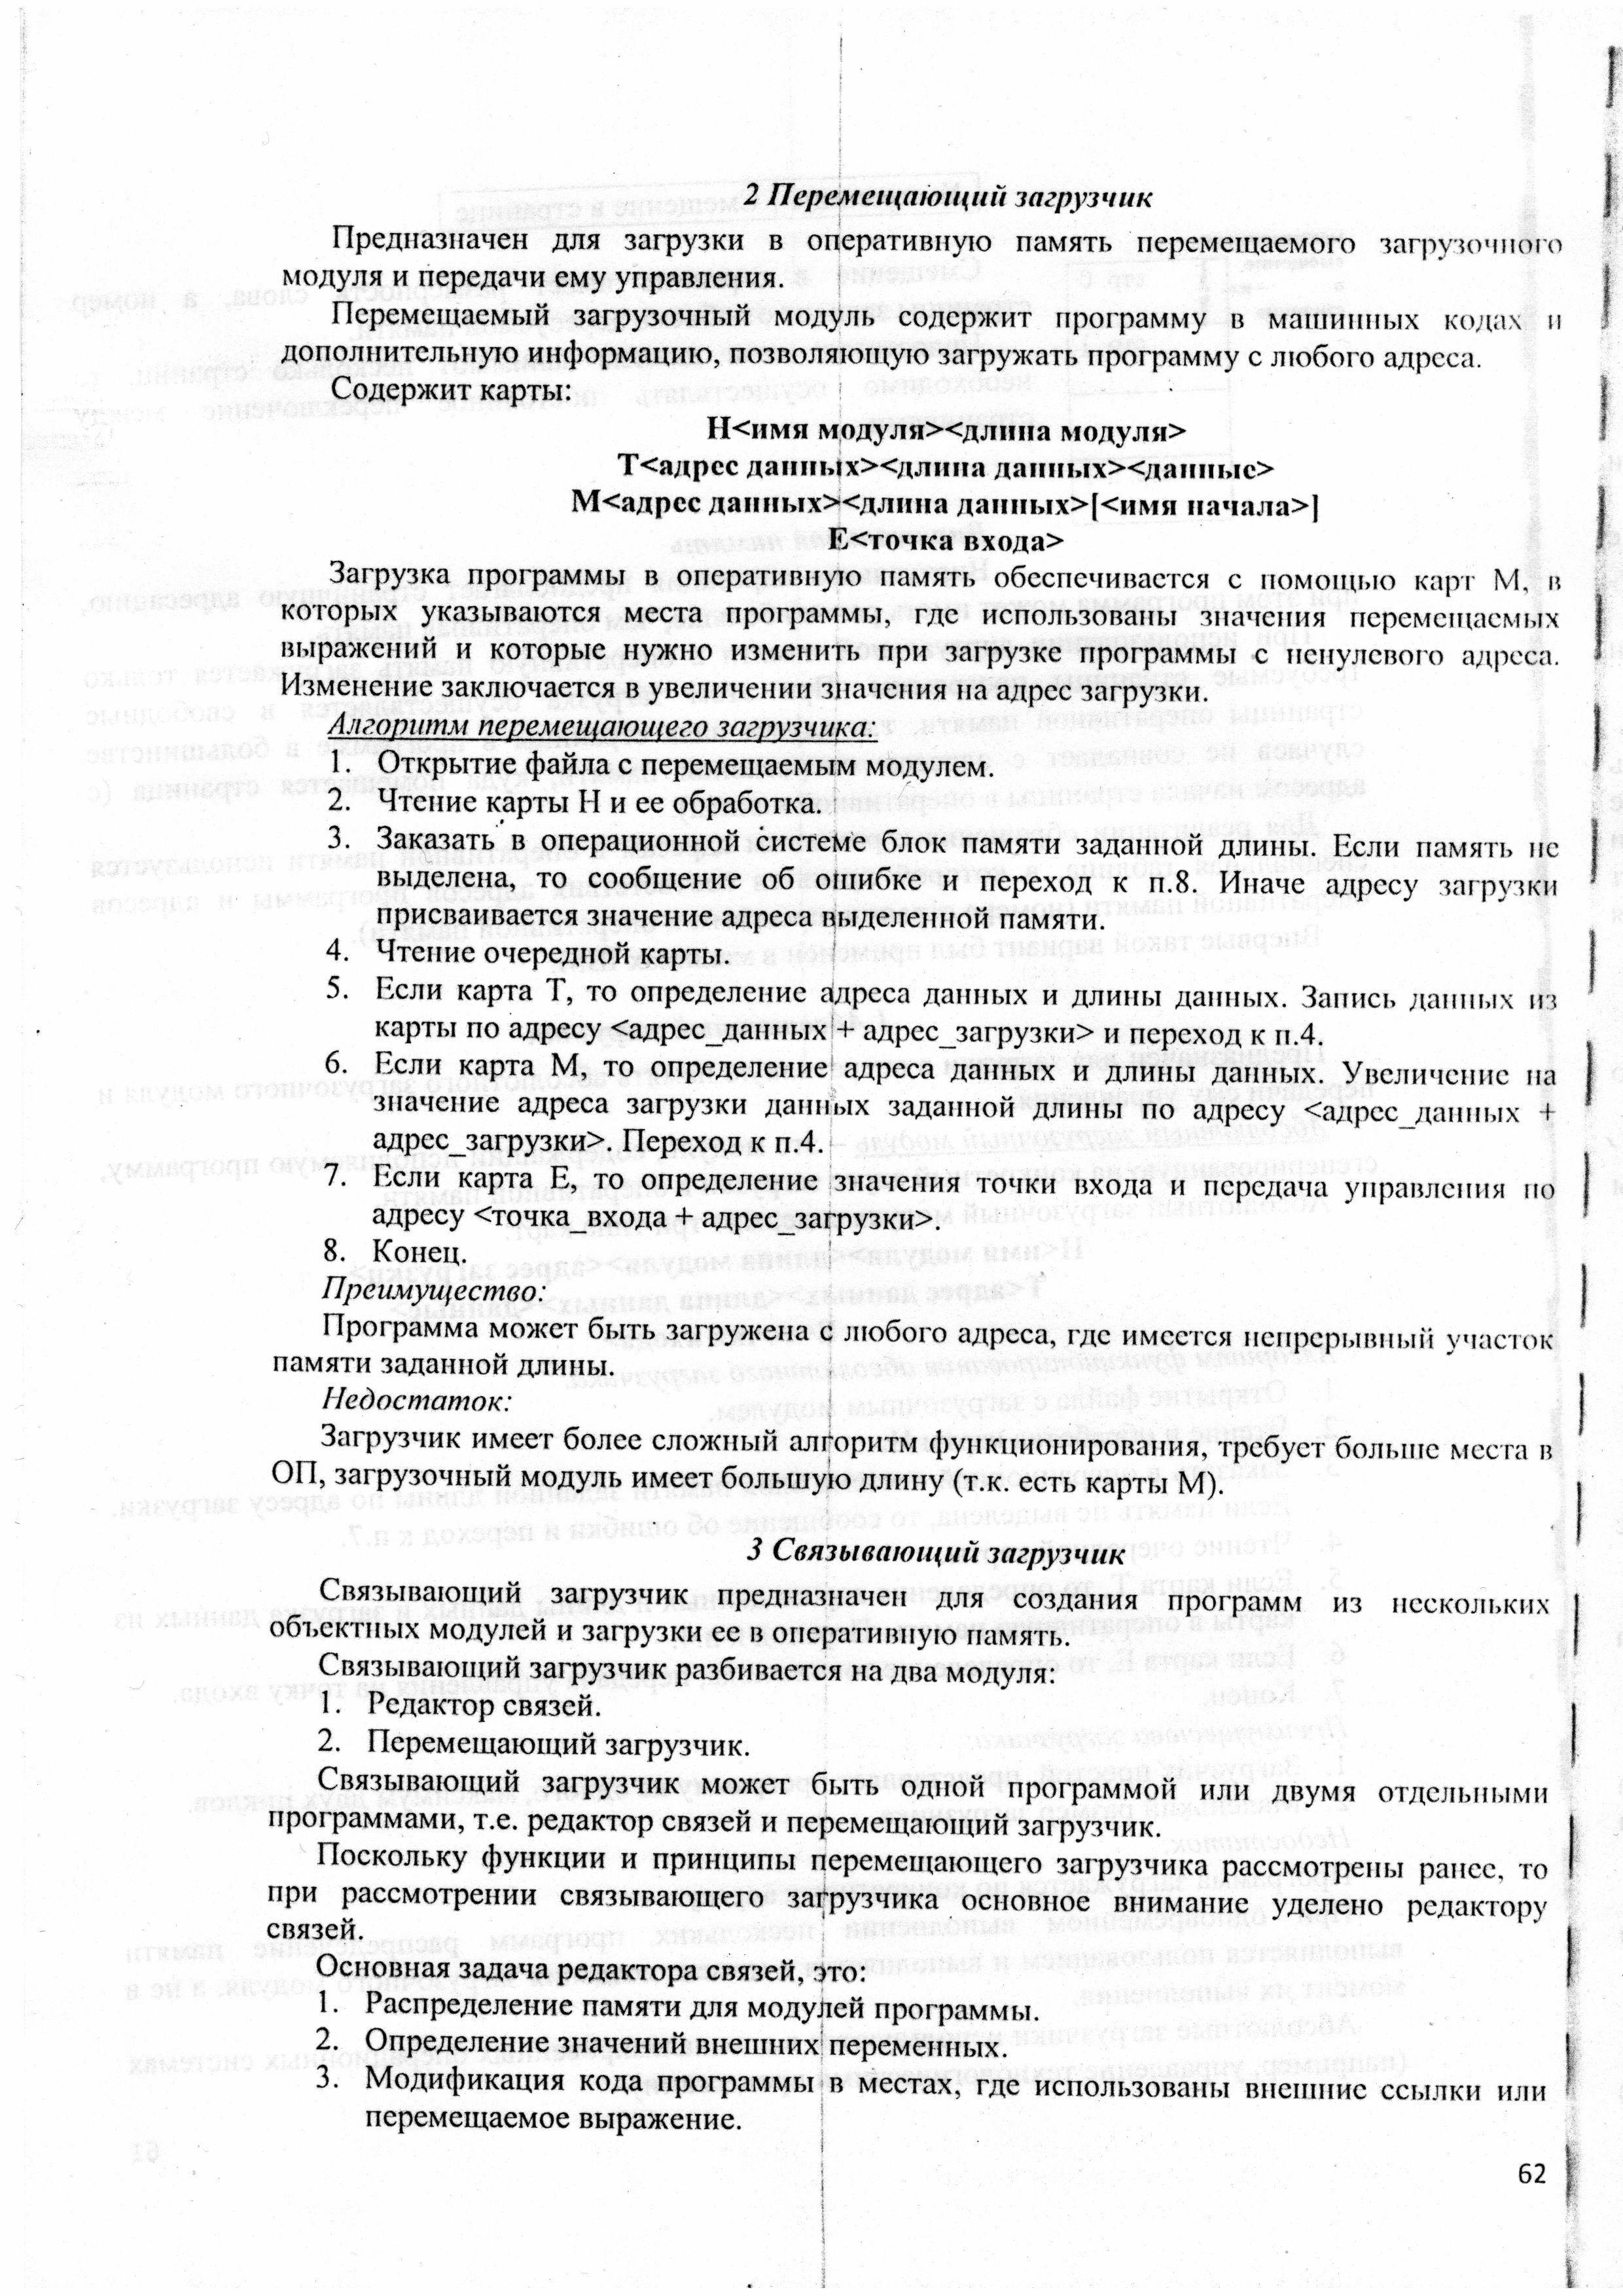 2 Перемещающий загрузчик
Предназначен для загрузки в оперативную память перемещаемого загрузочного
модуля и передачи ему управления.
Перемещаемый загрузочный модуль содержит программу в машинных кодах и
дополнительную информацию, позволяющую загружать программу с любого адреса.
Содержит карты:
H<имя модуля><длина модуля>
T<адрес данных><длина данных><данные>
M<адрес данных><длина данных>[<имя начала>]
E<точка входа>
Загрузка программы в оперативную память обеспечивается с помощью карт M, в
которых указываются места программы, где использованы значения перемещаемых
выражений и которые нужно изменить при загрузке программы с ненулевого адреса.
Изменение заключается в увеличении значения на адрес загрузки.
Алгоритм перемещающего загрузчика:
1. Открытие файла с перемещаемым модулем.
2. Чтение карты H и ее обработка.
3. Заказать в операционной системе блок памяти заданной длины. Если память не
выделена, то сообщение об ошибке и переход к п.8. Иначе адресу загрузки
присваивается значение адреса выделенной памяти.
4. Чтение очередной карты.
5. Если карта T, то определение адреса данных и длины данных. Запись данных из
карты по адресу <адрес_данных + адрес_загрузки> и переход к п.4.
6. Если карта M, то определение адреса данных и длины данных. Увеличение на
значение адреса загрузки данных заданной длины по адресу <адрес_данных +
адрес_загрузки>. Переход к п.4.
7. Если карта E, то определение значения точки входа и передача управления по
адресу <точка_входа + адрес_загрузки>.
8. Конец.
Преимущество:
Программа может быть загружена с любого адреса, где имеется непрерывный участок
памяти заданной длины.
Недостаток:
Загрузчик имеет более сложный алгоритм функционирования, требует больше места в
ОП, загрузочный модуль имеет большую длину (т.к. есть карты M).
3 Связывающий загрузчик
Связывающий загрузчик предназначен для создания программ из нескольких
объектных модулей и загрузки ее в оперативную память.
Связывающий загрузчик разбивается на два модуля:
1. Редактор связей.
2. Перемещающий загрузчик.
Связывающий загрузчик может быть одной программой или двумя отдельными
программами, т.е. редактор связей и перемещающий загрузчик.
Поскольку функции и принципы перемещающего загрузчика рассмотрены ранее, то
при рассмотрении связывающего загрузчика основное внимание уделено редактору
связей.
Основная задача редактора связей, это:
1. Распределение памяти для модулей программы.
2. Определение значений внешних переменных.
3. Модификация кода программы в местах, где использованы внешние ссылки или
перемещаемое выражение.
62